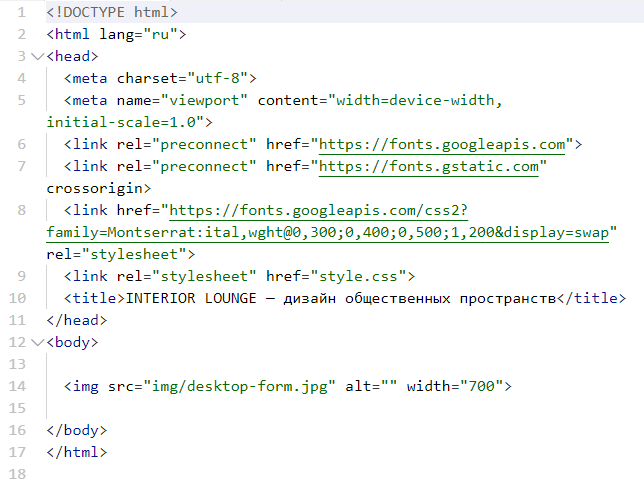 1 <!DOCTYPE html>
2 <html lang="ru">
3 <head>
4 <meta charset="utf-8">
5 <meta name="viewport" content="width=device-width,
initial-scale=1.0">
6 <link rel="preconnect" href="https://fonts.googleapis.com">
7 <link rel="preconnect" href="https://fonts.gstatic.com"
crossorigin>
8 <link href="https://fonts.googleapis.com/css2?
family=Montserrat:ital,wght@0,300;0,400;0,500;1,200&display=swap"
rel="stylesheet">
9 <link rel="stylesheet" href="style.css">
10 <title>INTERIOR LOUNGE — дизайн общественных пространств</title>
11 </head>
12 <body>
13
14 <img src="img/desktop-form.jpg" alt="" width="700">
15
16 </body>
17 </html>
18